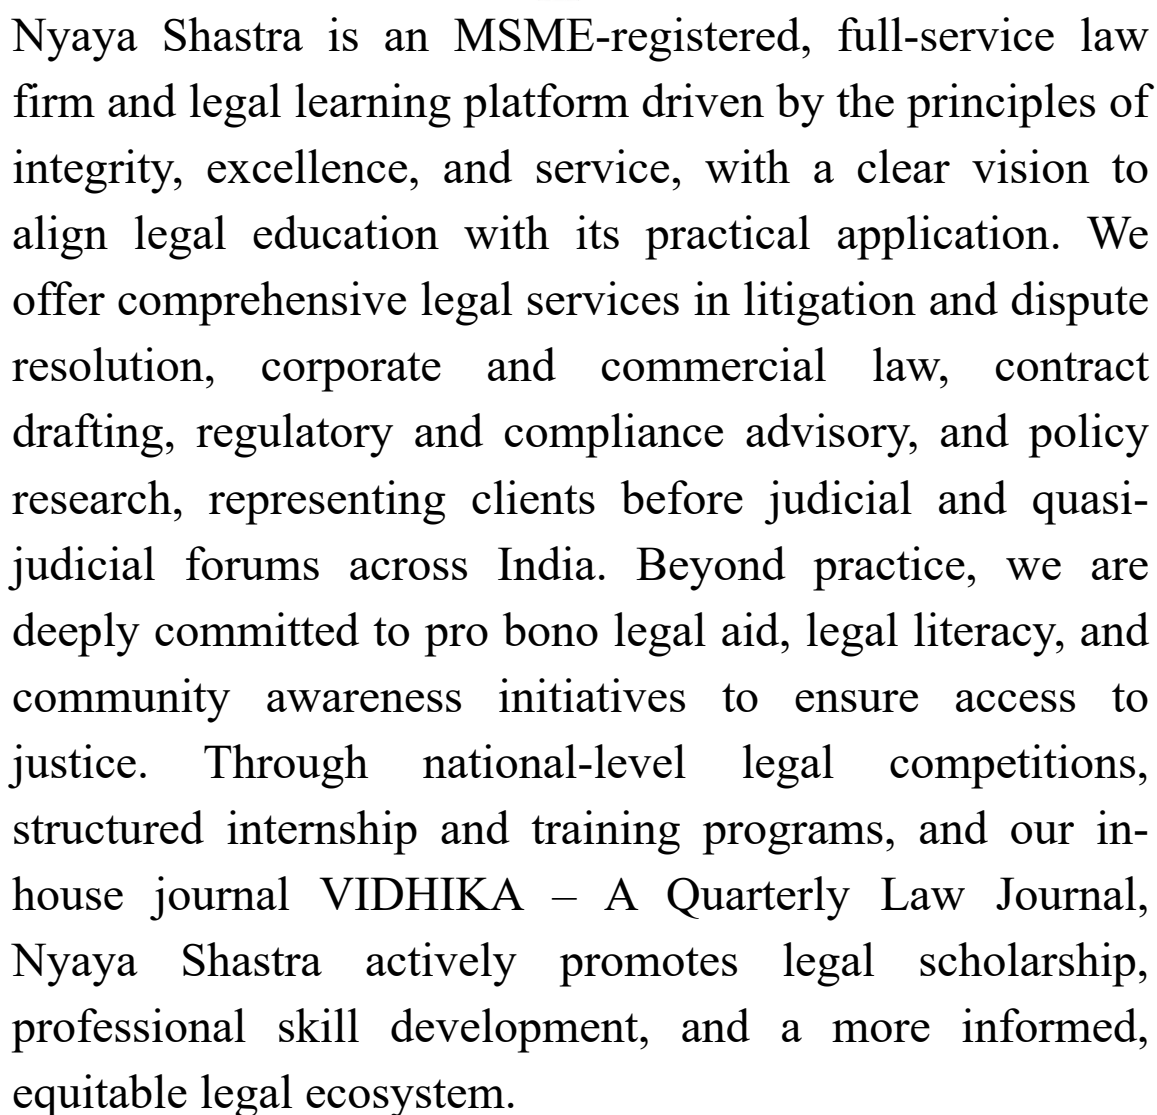 Nyaya Shastra is an MSME-registered, full-service law
firm and legal learning platform driven by the principles of
integrity, excellence, and service, with a clear vision to
align legal education with its practical application. We
offer comprehensive legal services in litigation and dispute
resolution, corporate and commercial law, contract
drafting, regulatory and compliance advisory, and policy
research, representing clients before judicial and quasi-
judicial forums across India. Beyond practice, we are
deeply committed to pro bono legal aid, legal literacy, and
community awareness initiatives to ensure access to
justice. Through national-level legal competitions,
structured internship and training programs, and our in-
house journal VIDHIKA – A Quarterly Law Journal,
Nyaya Shastra actively promotes legal scholarship,
professional skill development, and a more informed,
equitable legal ecosystem.